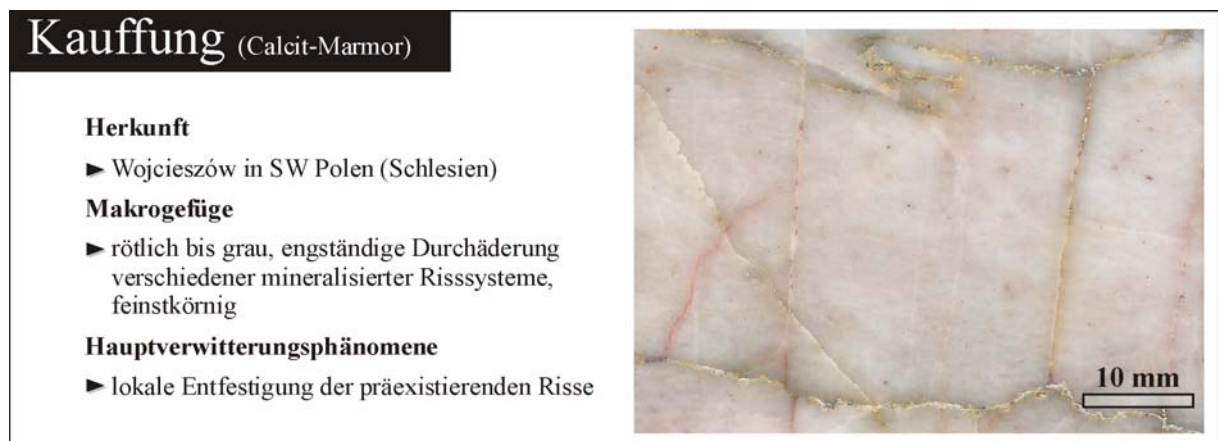 Kauffung (Calcit-Marmor)
Herkunft
► Wojcieszów in SW Polen (Schlesien)
Makrogefüge
► rötlich bis grau, engständige Durchäderung
verschiedener mineralisierter Risssysteme,
feinstkörnig
Hauptverwitterungsphänomene
► lokale Entfestigung der präexistierenden Risse
10 mm